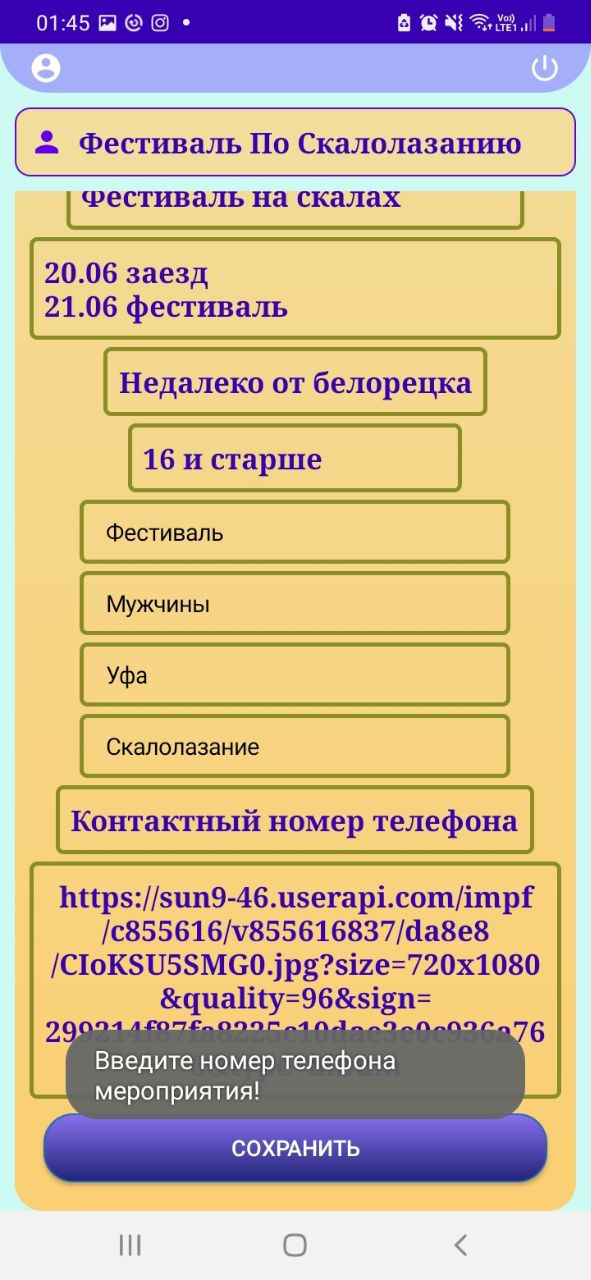 01:45
Vo))
LTE1
Фестиваль По Скалолазанию
Фестиваль на скалах
20.06 заезд
21.06 фестиваль
Недалеко от белорецка
16 и старше
Фестиваль
Мужчины
Уфа
Скалолазание
Контактный номер телефона
https://sun9-46.userapi.com/impf
/c855616/v855616837/da8e8
/CIoKSU5SMG0.jpg?size=720x1080
&quality=96&sign=
299214f87fa8225c10dae3e0c936a76
Введите номер телефона
мероприятия!
СОХРАНИТЬ